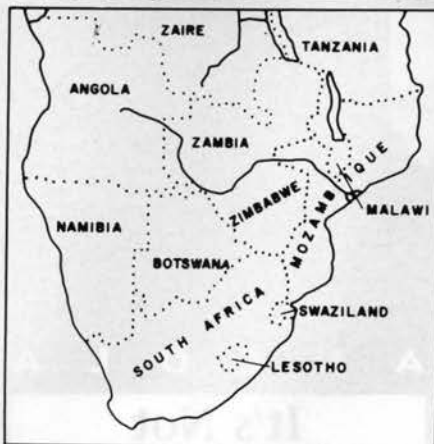 ZAIRE
TANZANIA
ANGOLA
ZAMBIA
MOZAMBIQUE
MALAWI
ZIMBABWE
NAMIBIA
BOTSWANA
SOUTH AFRICA
SWAZILAND
LESOTHO